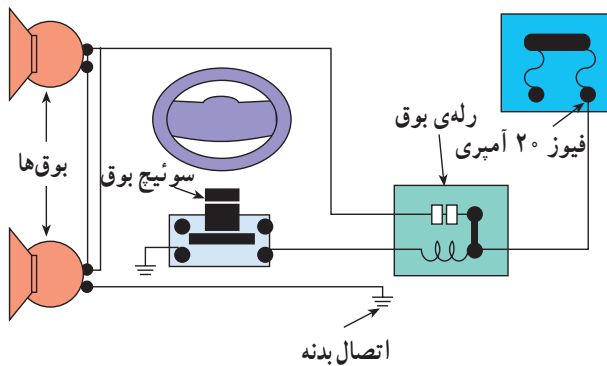 رله‌ی بوق
فیوز ۲۰ آمپری
بوق‌ها
سوئیچ بوق
اتصال بدنه